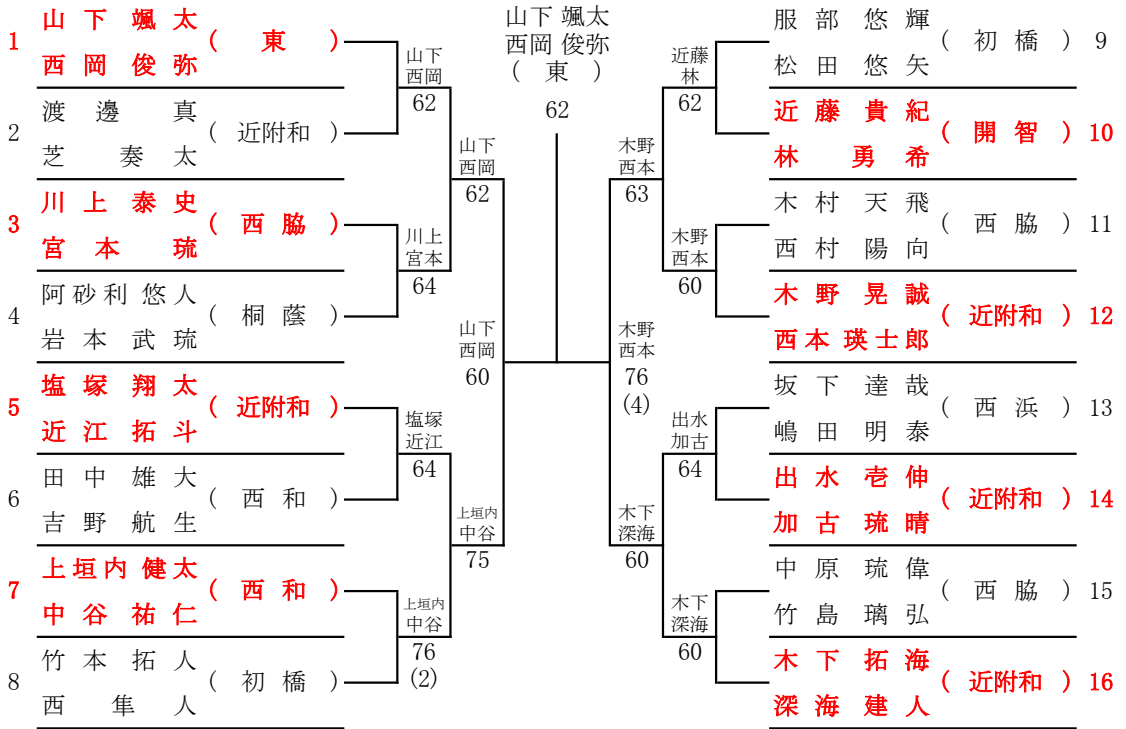 山下 颯太
西岡 俊弥
( 東 )
62
1 山下颯太 ( 東 )
西岡俊弥
2 渡邊真 ( 近附和 )
芝奏太
3 川上泰史 ( 西脇 )
宮本琉
4 阿砂利悠人 ( 桐蔭 )
岩本武琉
5 塩塚翔太 ( 近附和 )
近江拓斗
6 田中雄大 ( 西和 )
吉野航生
7 上垣内健太 ( 西和 )
中谷祐仁
8 竹本拓人 ( 初橋 )
西隼人
山下
西岡
62
川上
宮本
64
塩塚
近江
64
上垣内
中谷
76
(2)
山下
西岡
62
上垣内
中谷
75
山下
西岡
60
木野
西本
76
(4)
木野
西本
63
木下
深海
60
近藤
林
62
木野
西本
60
出水
加古
64
木下
深海
60
服部悠輝 ( 初橋 ) 9
松田悠矢
近藤貴紀 ( 開智 ) 10
林勇希
木村天飛 ( 西脇 ) 11
西村陽向
木野晃誠 ( 近附和 ) 12
西本瑛士郎
坂下達哉 ( 西浜 ) 13
嶋田明泰
出水壱伸 ( 近附和 ) 14
加古琉晴
中原琉偉 ( 西脇 ) 15
竹島璃弘
木下拓海 ( 近附和 ) 16
深海建人